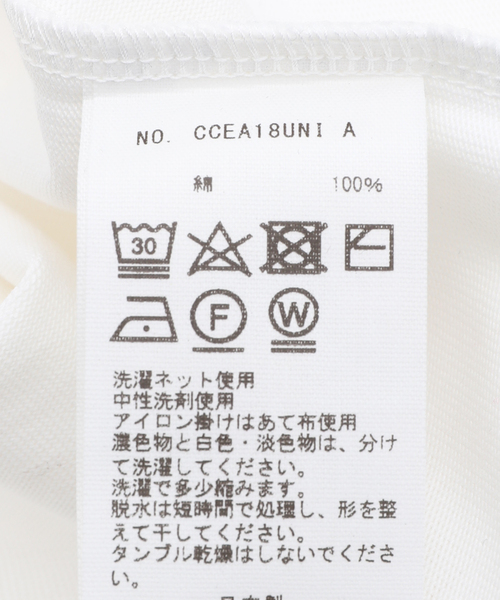 NO. CCEA18UNI A
綿 100%
30
F W
洗濯ネット使用
中性洗剤使用
アイロン掛けはあて布使用
濃色物と白色・淡色物は、分け
て洗濯してください。
洗濯で多少縮みます。
脱水は短時間で処理し、形を整
えて干してください。
タンブル乾燥はしないでくださ
い。